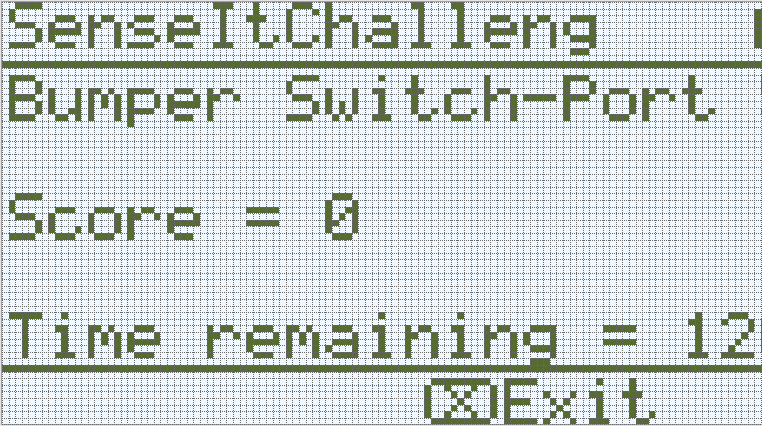 SenseItChalleng
Bumper Switch-Port
Score = 0
Time remaining = 12
[X]Exit